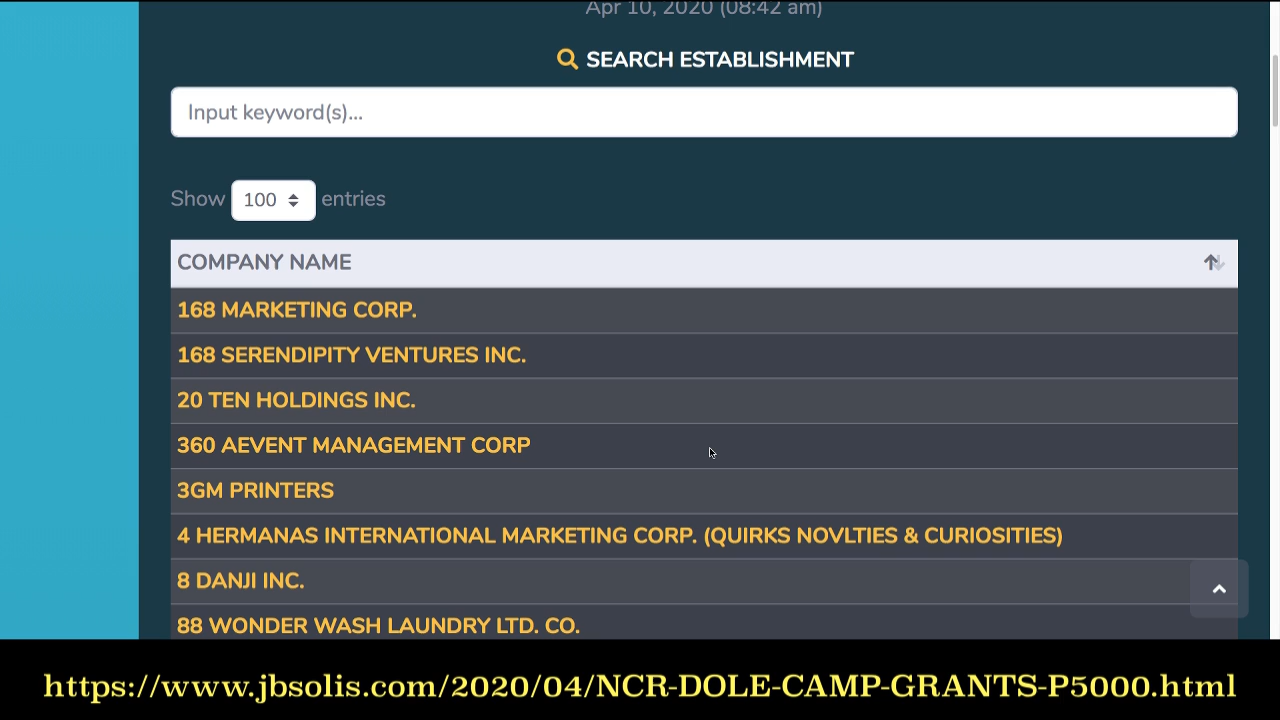 Apr 10, 2020 (08:42 am)
SEARCH ESTABLISHMENT
Input keyword(s)...
Show 100 entries
COMPANY NAME
168 MARKETING CORP.
168 SERENDIPITY VENTURES INC.
20 TEN HOLDINGS INC.
360 AEVENT MANAGEMENT CORP
3GM PRINTERS
4 HERMANAS INTERNATIONAL MARKETING CORP. (QUIRKS NOVLTIES & CURIOSITIES)
8 DANJI INC.
88 WONDER WASH LAUNDRY LTD. CO.
https://www.jbsolis.com/2020/04/NCR-DOLE-CAMP-GRANTS-P5000.html